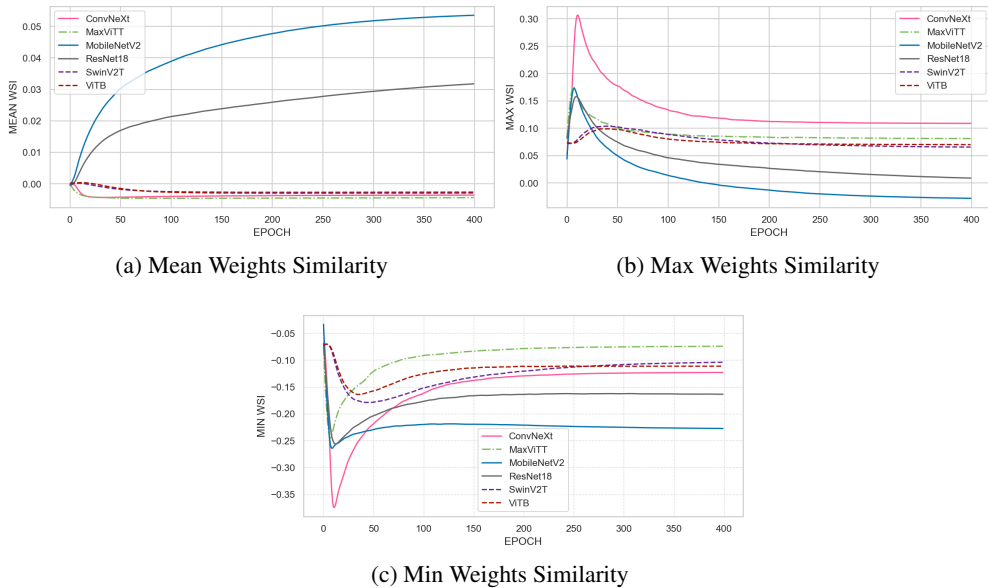 0.05
0.04
0.03
0.02
0.01
0.00
MEAN WSI
ConvNeXt
MaxViTT
MobileNetV2
ResNet18
SwinV2T
ViTB
0 50 100 150 200 250 300 350 400
EPOCH
(a) Mean Weights Similarity
0.30
0.25
0.20
0.15
0.10
0.05
0.00
MAX WSI
ConvNeXt
MaxViTT
MobileNetV2
ResNet18
SwinV2T
ViTB
0 50 100 150 200 250 300 350 400
EPOCH
(b) Max Weights Similarity
−0.05
−0.10
−0.15
−0.20
−0.25
−0.30
−0.35
MIN WSI
ConvNeXt
MaxViTT
MobileNetV2
ResNet18
SwinV2T
ViTB
0 50 100 150 200 250 300 350 400
EPOCH
(c) Min Weights Similarity